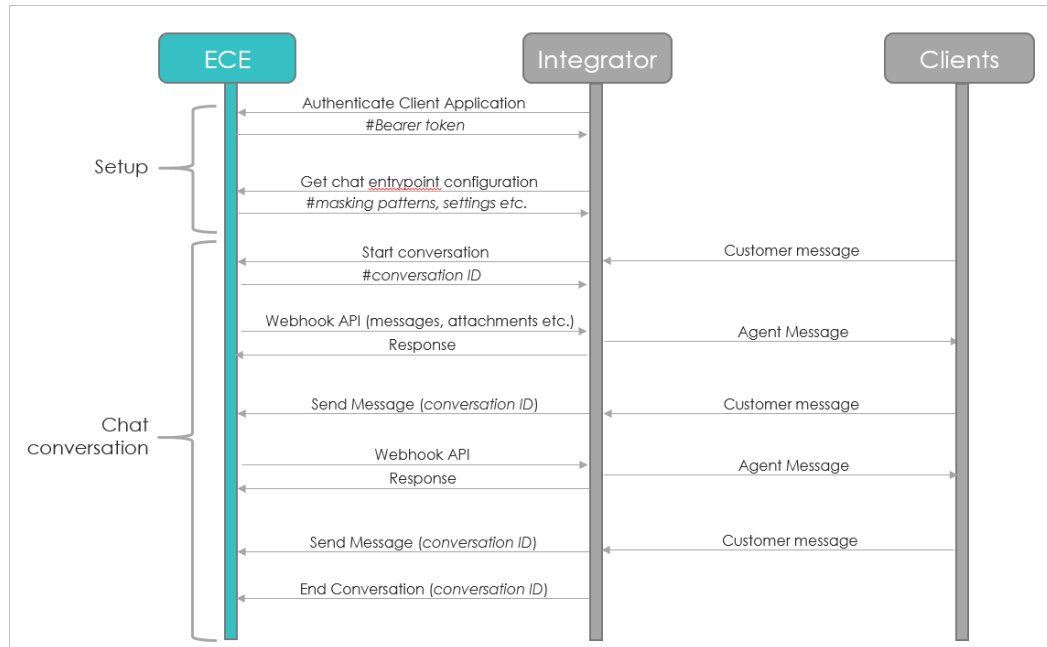 ECE
Integrator
Clients
Authenticate Client Application
#Bearer token
Setup
Get chat entrypoint configuration
#masking patterns, settings etc.
Start conversation
Customer message
#conversation ID
Webhook API (messages, attachments etc.)
Agent Message
Response
Send Message (conversation ID)
Customer message
Chat
conversation
Webhook API
Agent Message
Response
Send Message (conversation ID)
Customer message
End Conversation (conversation ID)